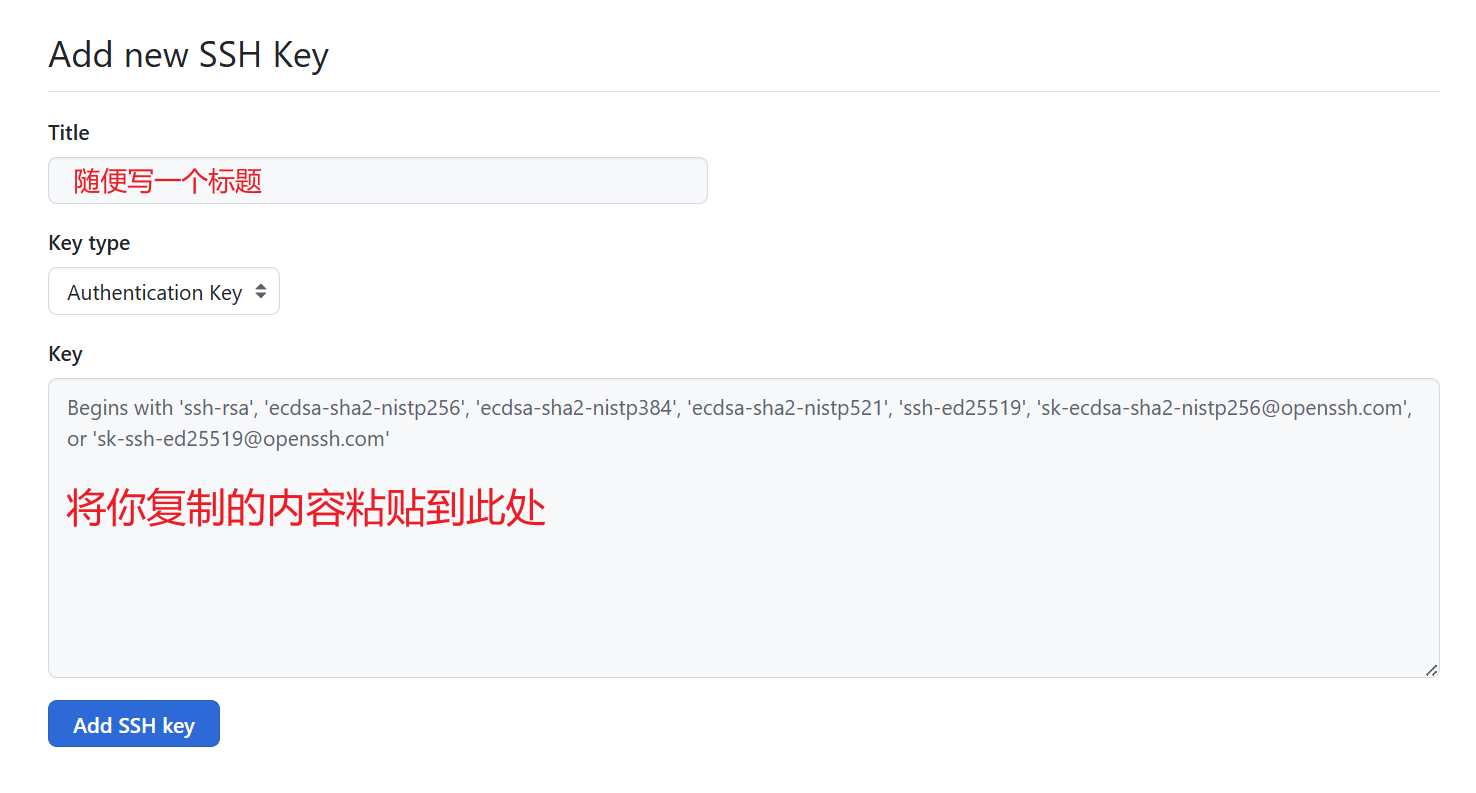 Add new SSH Key
Title
随便写一个标题
Key type
Authentication Key
Key
Begins with 'ssh-rsa', 'ecdsa-sha2-nistp256', 'ecdsa-sha2-nistp384', 'ecdsa-sha2-nistp521', 'ssh-ed25519', 'sk-ecdsa-sha2-nistp256@openssh.com',
or 'sk-ssh-ed25519@openssh.com'
将你复制的内容粘贴到此处
Add SSH key